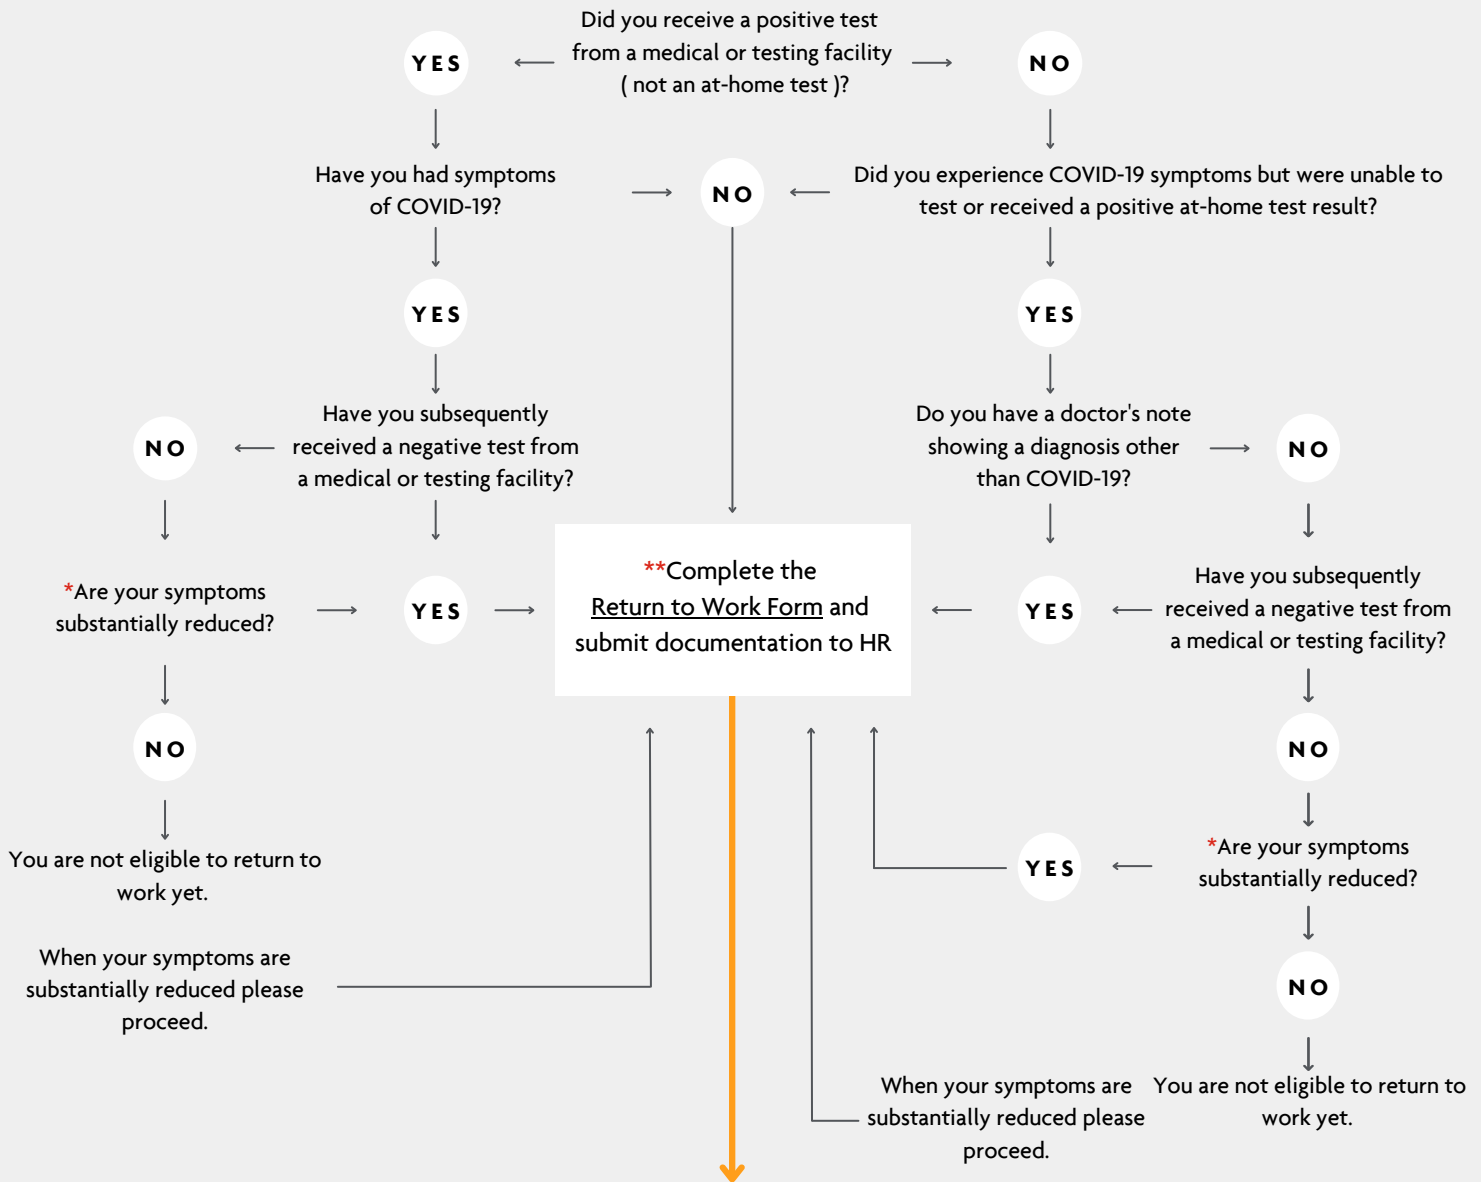 Did you receive a positive test
from a medical or testing facility
( not an at-home test )?
YES
NO
Have you had symptoms
of COVID-19?
NO
Did you experience COVID-19 symptoms but were unable to
test or received a positive at-home test result?
YES
YES
Have you subsequently
received a negative test from
a medical or testing facility?
NO
Do you have a doctor's note
showing a diagnosis other
than COVID-19?
NO
*Are your symptoms
substantially reduced?
YES
**Complete the
Return to Work Form and
submit documentation to HR
YES
Have you subsequently
received a negative test from
a medical or testing facility?
NO
NO
You are not eligible to return to
work yet.
YES
*Are your symptoms
substantially reduced?
When your symptoms are
substantially reduced please
proceed.
NO
When your symptoms are
substantially reduced please
proceed.
You are not eligible to return to
work yet.